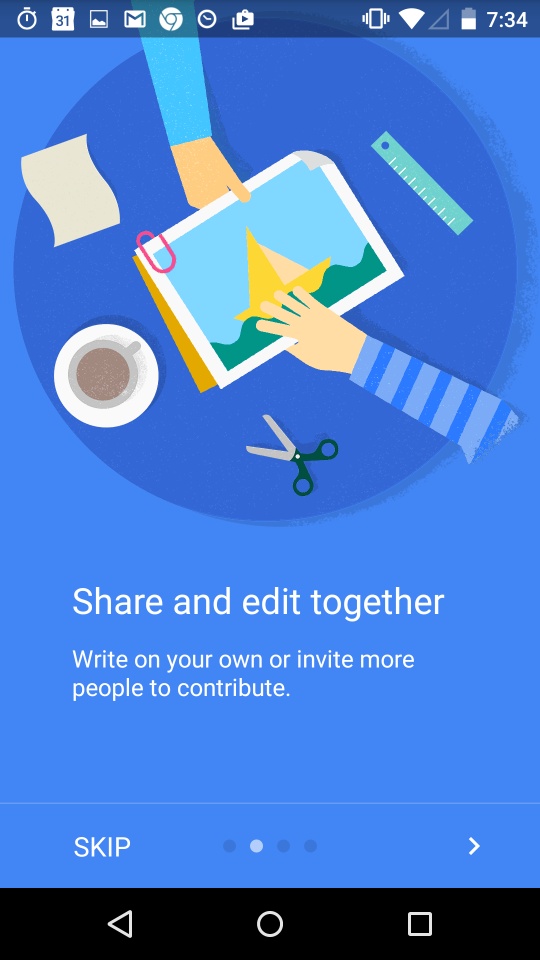 31
7:34
Share and edit together
Write on your own or invite more
people to contribute.
SKIP